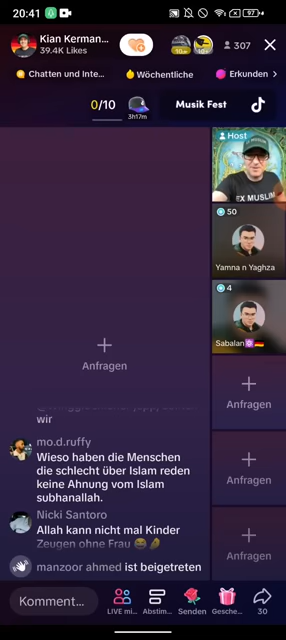 20:41
97
Kian Kerman...
39.4K Likes
10+
10+
307
Chatten und Inte...
Wöchentliche
Erkunden
0/10
3h17m
Musik Fest
Host
EX MUSLIM
50
Yamna n Yaghza
4
Sabalan
Anfragen
Anfragen
Anfragen
Anfragen
wir
mo.d.ruffy
Wieso haben die Menschen
die schlecht über Islam reden
keine Ahnung vom Islam
subhanallah.
Nicki Santoro
Allah kann nicht mal Kinder
Zeugen ohne Frau 😂🤌
manzoor ahmed ist beigetreten
Komment...
LIVE mi...
Abstim...
Senden
Gesche...
30